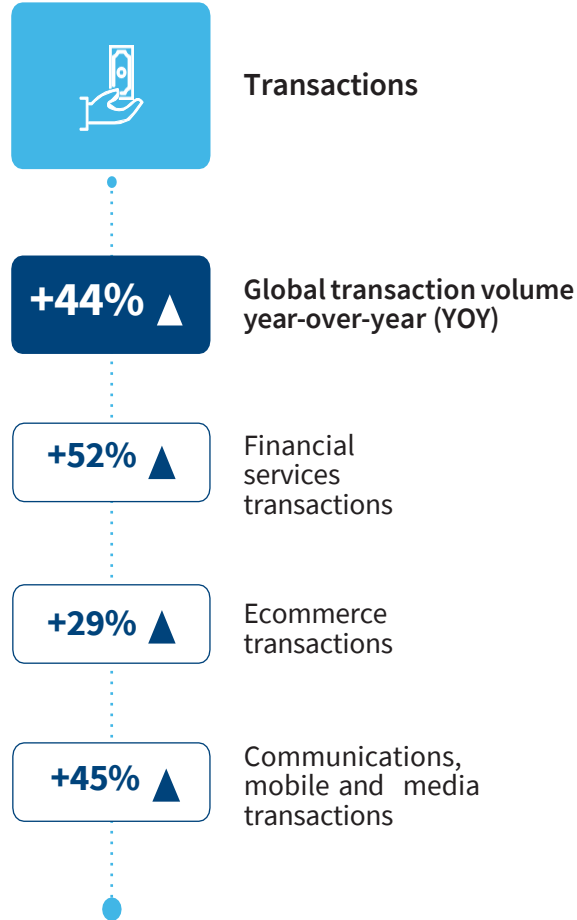 Transactions
+44% ▲
Global transaction volume
year-over-year (YOY)
+52% ▲
Financial
services
transactions
+29% ▲
Ecommerce
transactions
+45% ▲
Communications,
mobile and media
transactions